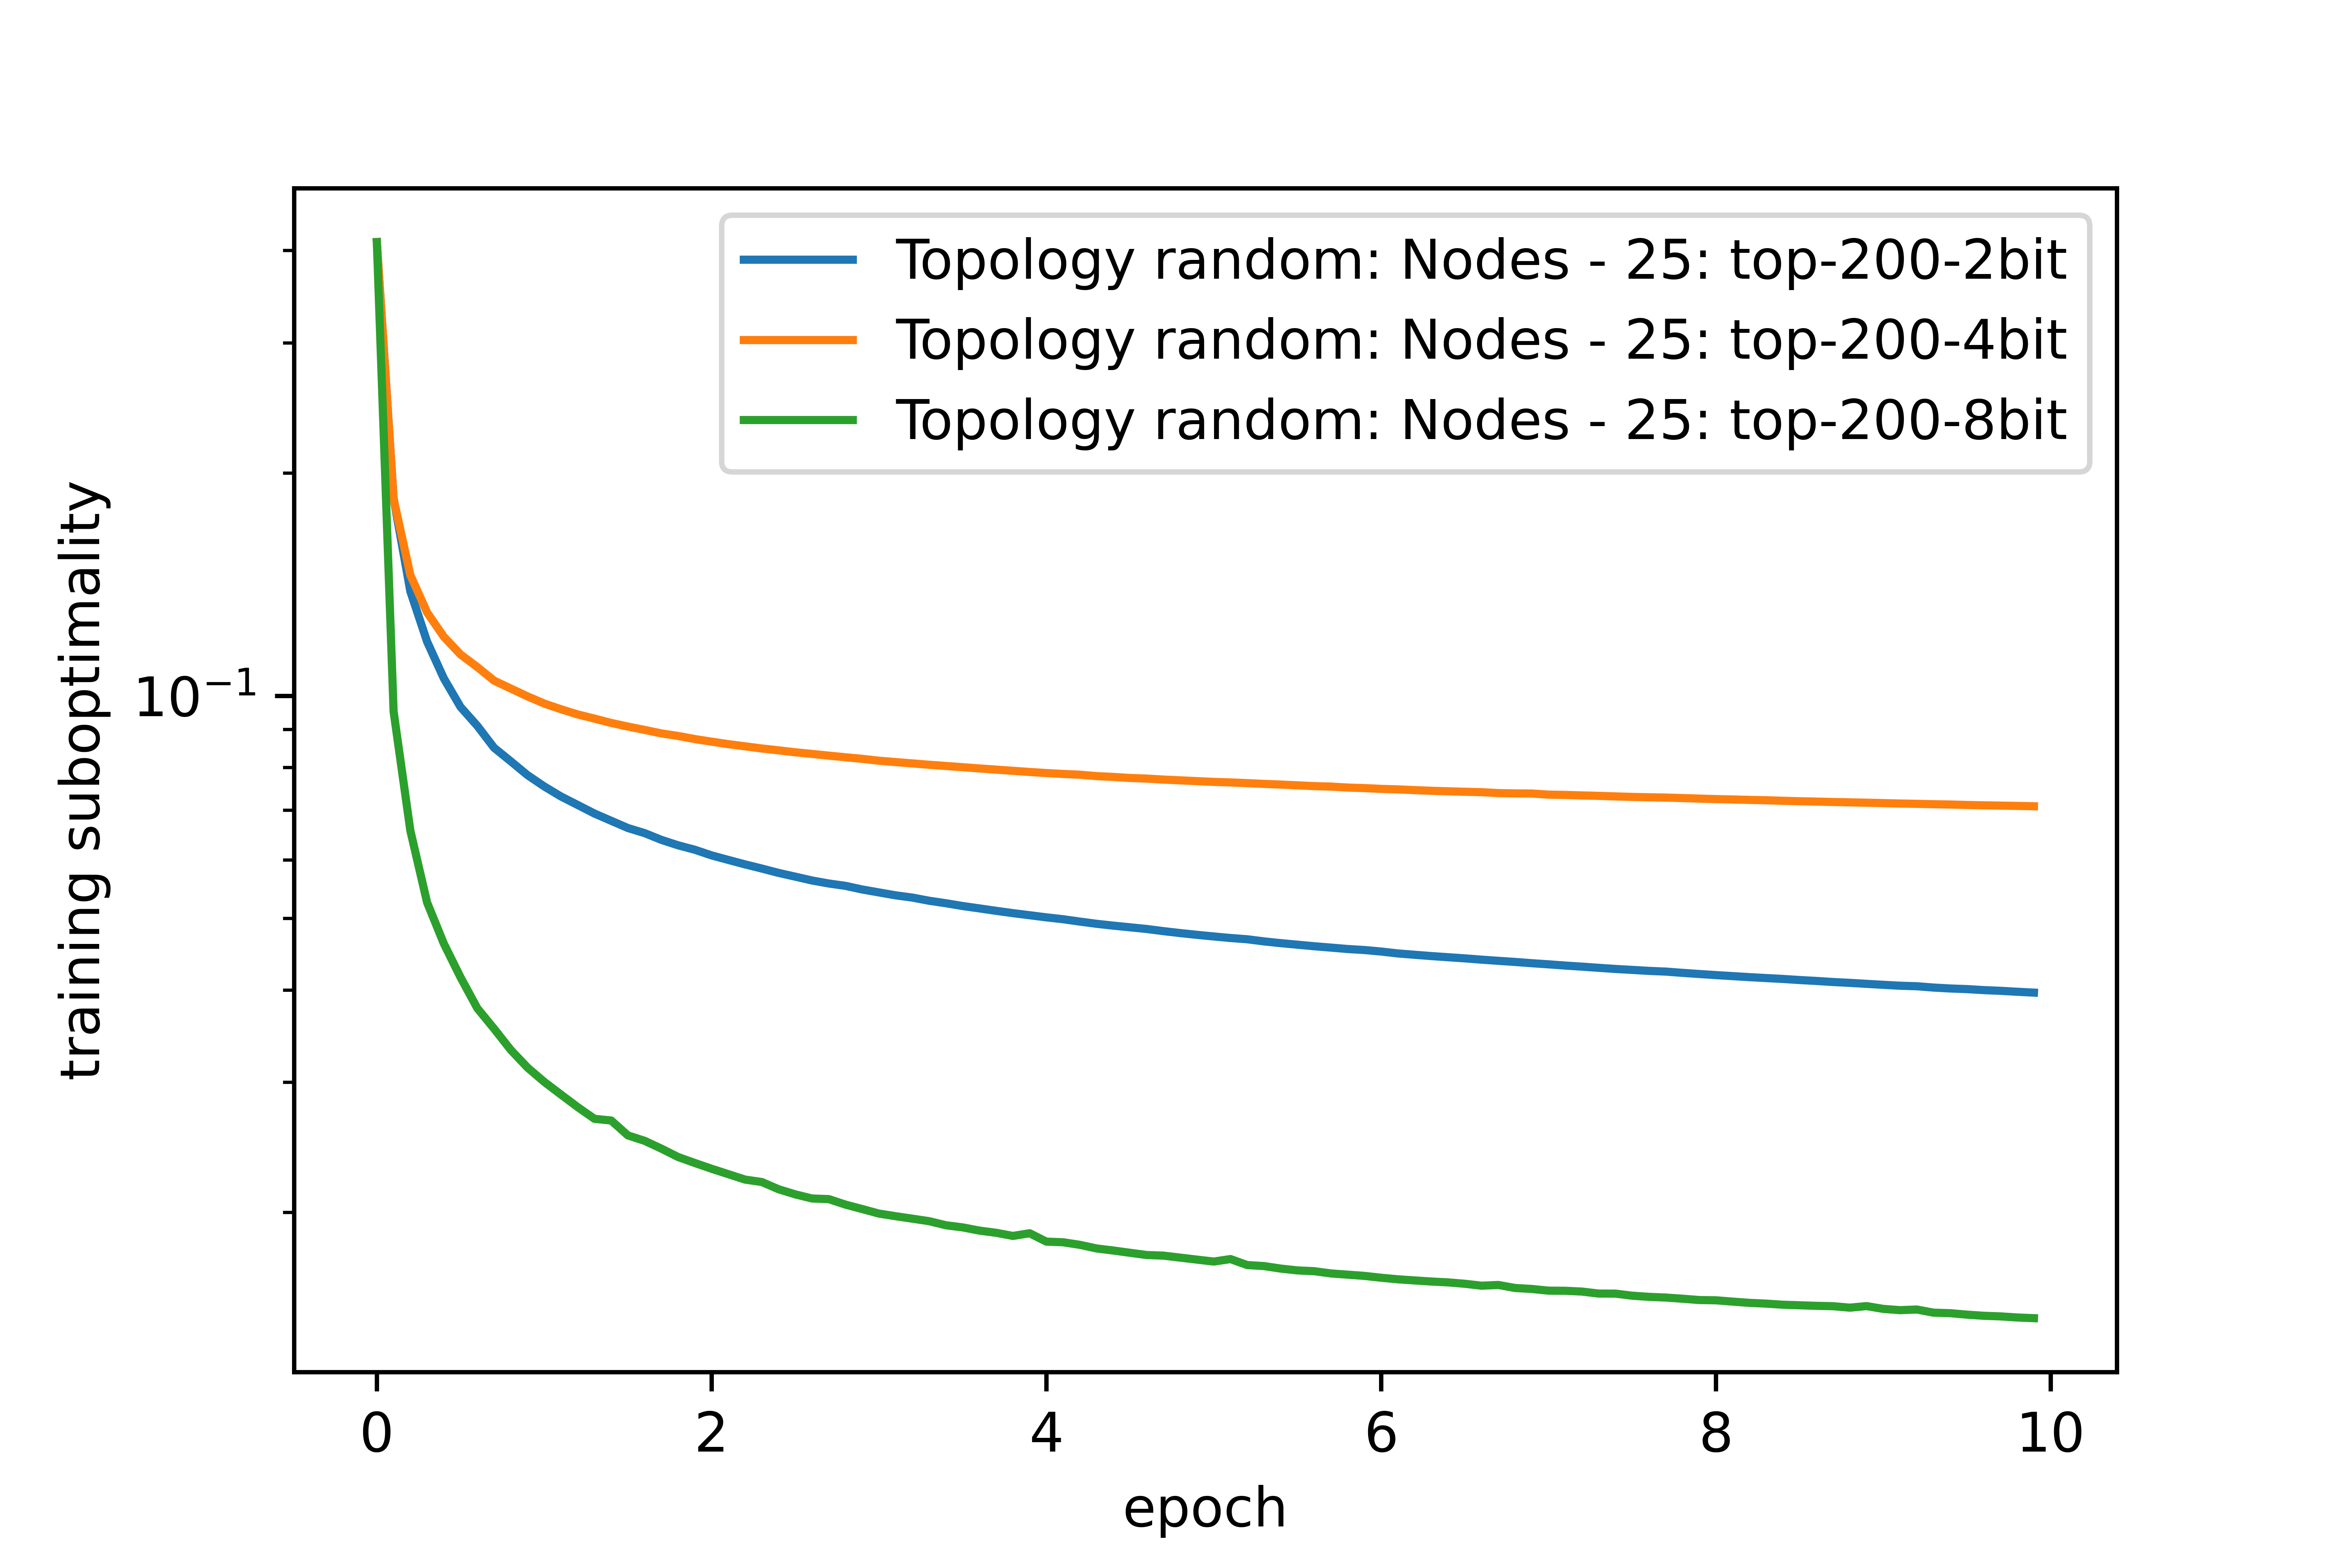 Topology random: Nodes - 25: top-200-2bit
Topology random: Nodes - 25: top-200-4bit
Topology random: Nodes - 25: top-200-8bit
training suboptimality
10⁻¹
0 2 4 6 8 10
epoch